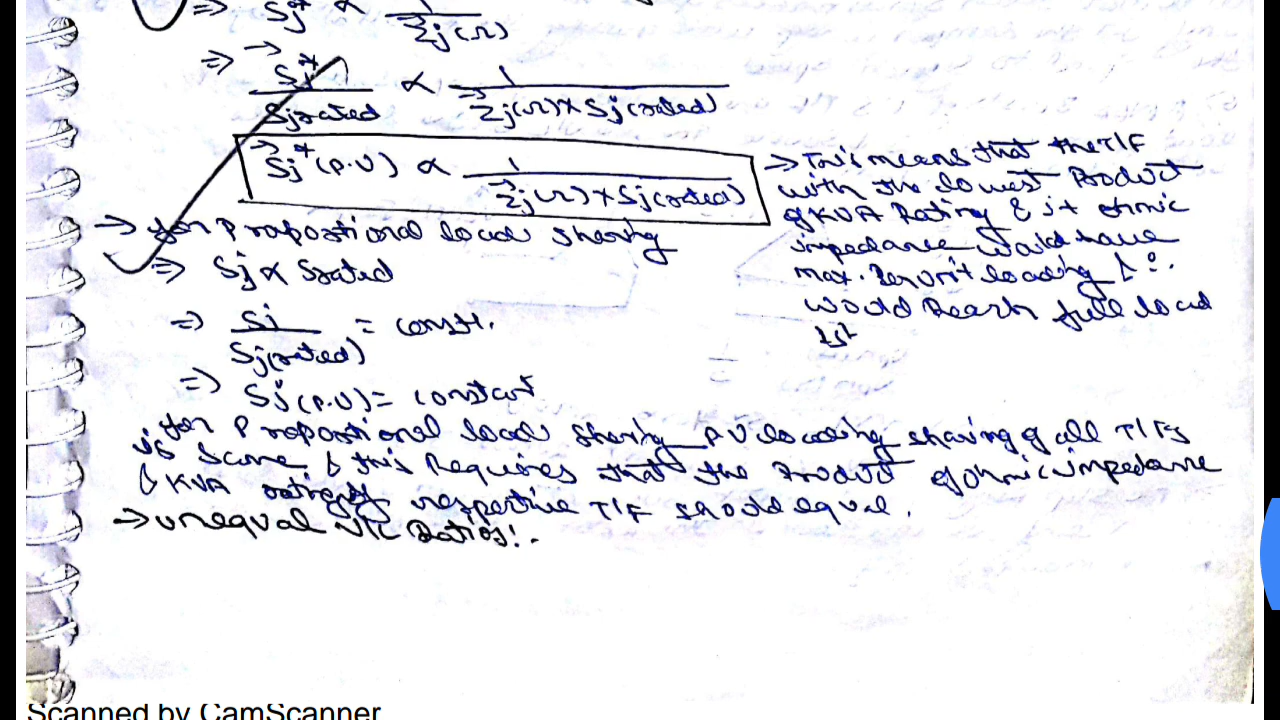 ⇒ Sj* ∝ 1 / Zj(Ω)
⇒ Sj* / Sjrated ∝ 1 / Zj(Ω) × Sj(rated)
Sj*(P.U) ∝ 1 / Zj(Ω) × Sj(rated)
→ This means that the T/F
with the lowest Product
of KVA Rating & it ohmic
impedance would have
max. Per unit loading & ∴
would Reach full load
1st
→ for Proportional load sharing
⇒ Sj ∝ Srated
⇒ Sj / Sj(rated) = const.
⇒ Sj(P.U) = constant
for Proportional load sharing PU loading sharing of all T/Fs
is same & this Requires that the Product of ohmic impedance
& KVA ratings of respective T/F should equal.
→ unequal Ratios:-
Scanned by CamScanner